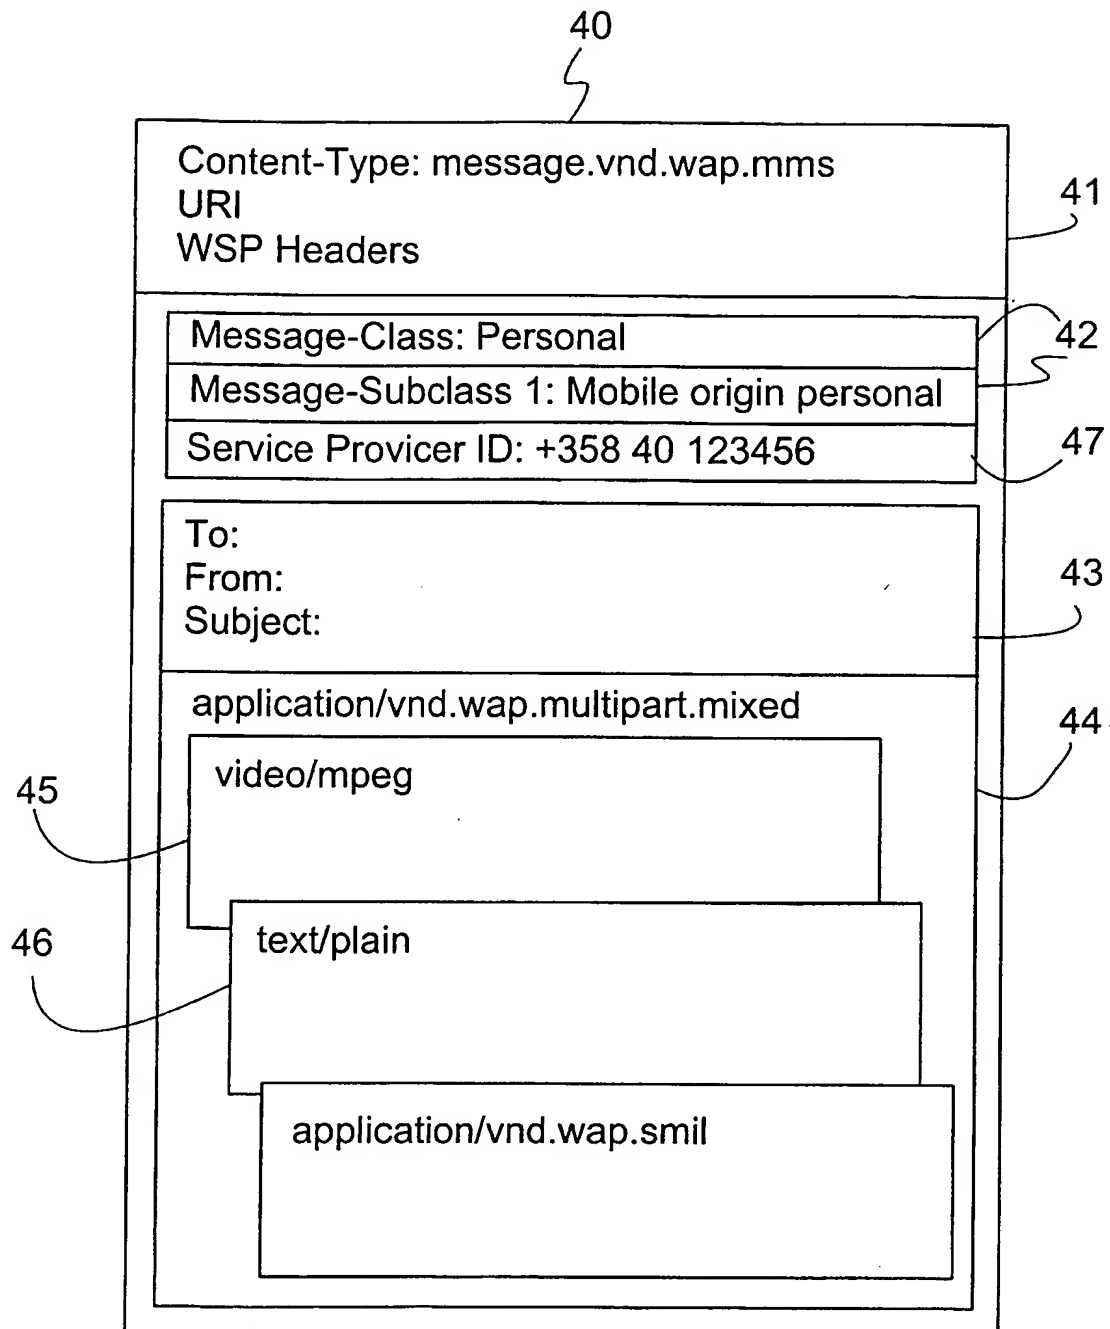 40
Content-Type: message.vnd.wap.mms
URI
WSP Headers
41
Message-Class: Personal
42
Message-Subclass 1: Mobile origin personal
Service Provicer ID: +358 40 123456
47
To:
From:
Subject:
43
application/vnd.wap.multipart.mixed
44
video/mpeg
45
text/plain
46
application/vnd.wap.smil